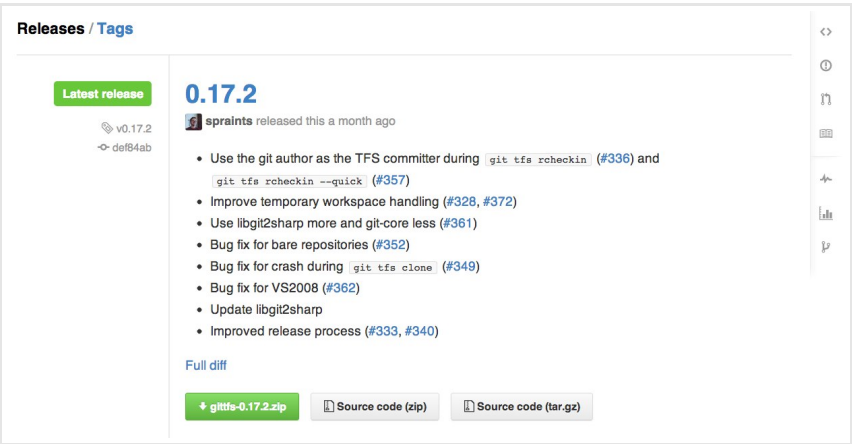 Releases / Tags
Latest release
v0.17.2
def84ab
0.17.2
spraints released this a month ago
• Use the git author as the TFS committer during git tfs rcheckin (#336) and
git tfs rcheckin --quick (#357)
• Improve temporary workspace handling (#328, #372)
• Use libgit2sharp more and git-core less (#361)
• Bug fix for bare repositories (#352)
• Bug fix for crash during git tfs clone (#349)
• Bug fix for VS2008 (#362)
• Update libgit2sharp
• Improved release process (#333, #340)
Full diff
gittfs-0.17.2.zip
Source code (zip)
Source code (tar.gz)